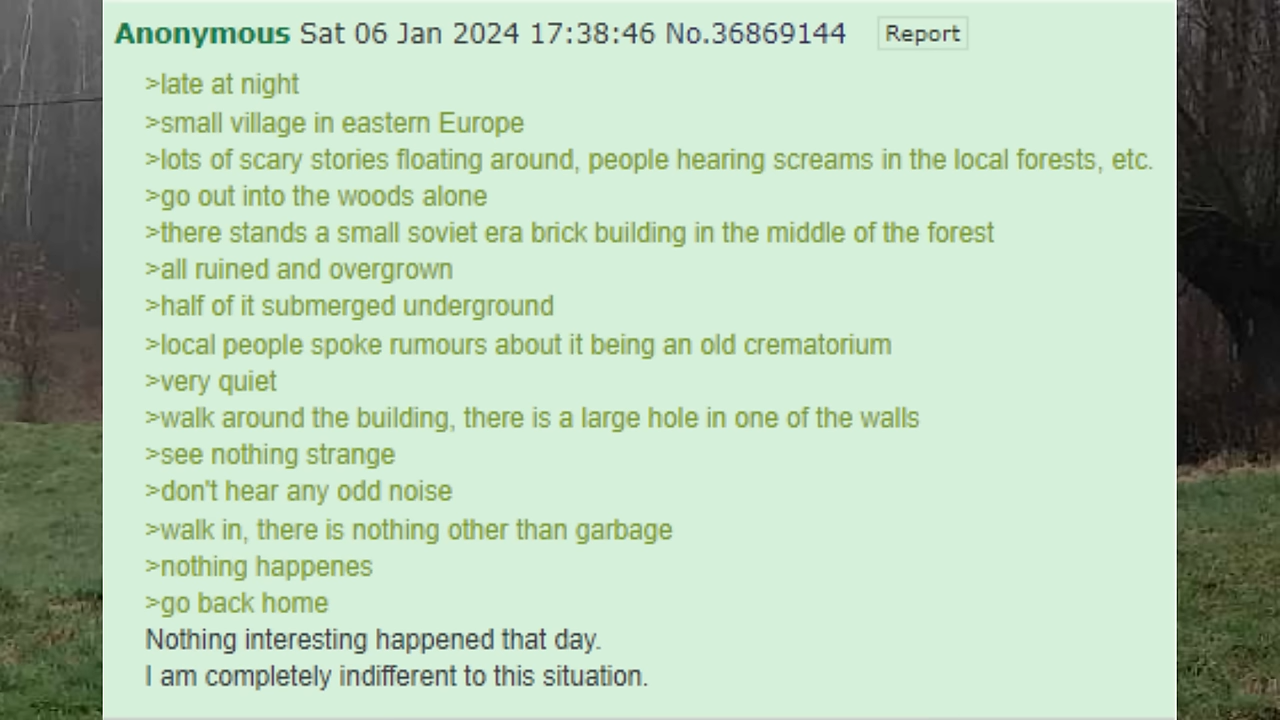 Anonymous Sat 06 Jan 2024 17:38:46 No.36869144 Report
>late at night
>small village in eastern Europe
>lots of scary stories floating around, people hearing screams in the local forests, etc.
>go out into the woods alone
>there stands a small soviet era brick building in the middle of the forest
>all ruined and overgrown
>half of it submerged underground
>local people spoke rumours about it being an old crematorium
>very quiet
>walk around the building, there is a large hole in one of the walls
>see nothing strange
>don't hear any odd noise
>walk in, there is nothing other than garbage
>nothing happenes
>go back home
Nothing interesting happened that day.
I am completely indifferent to this situation.